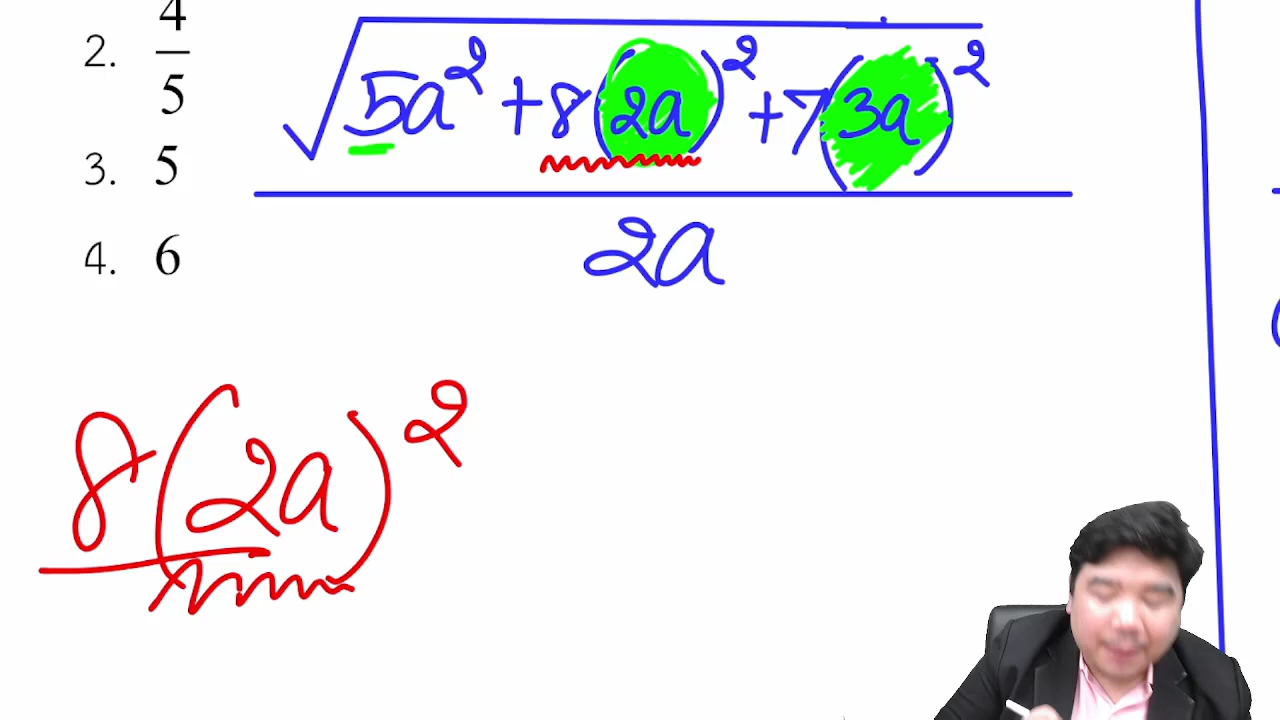 2. 4/5
3. 5
4. 6
√(5a² + 8(2a)² + 7(3a)²)
2a
8(2a)²